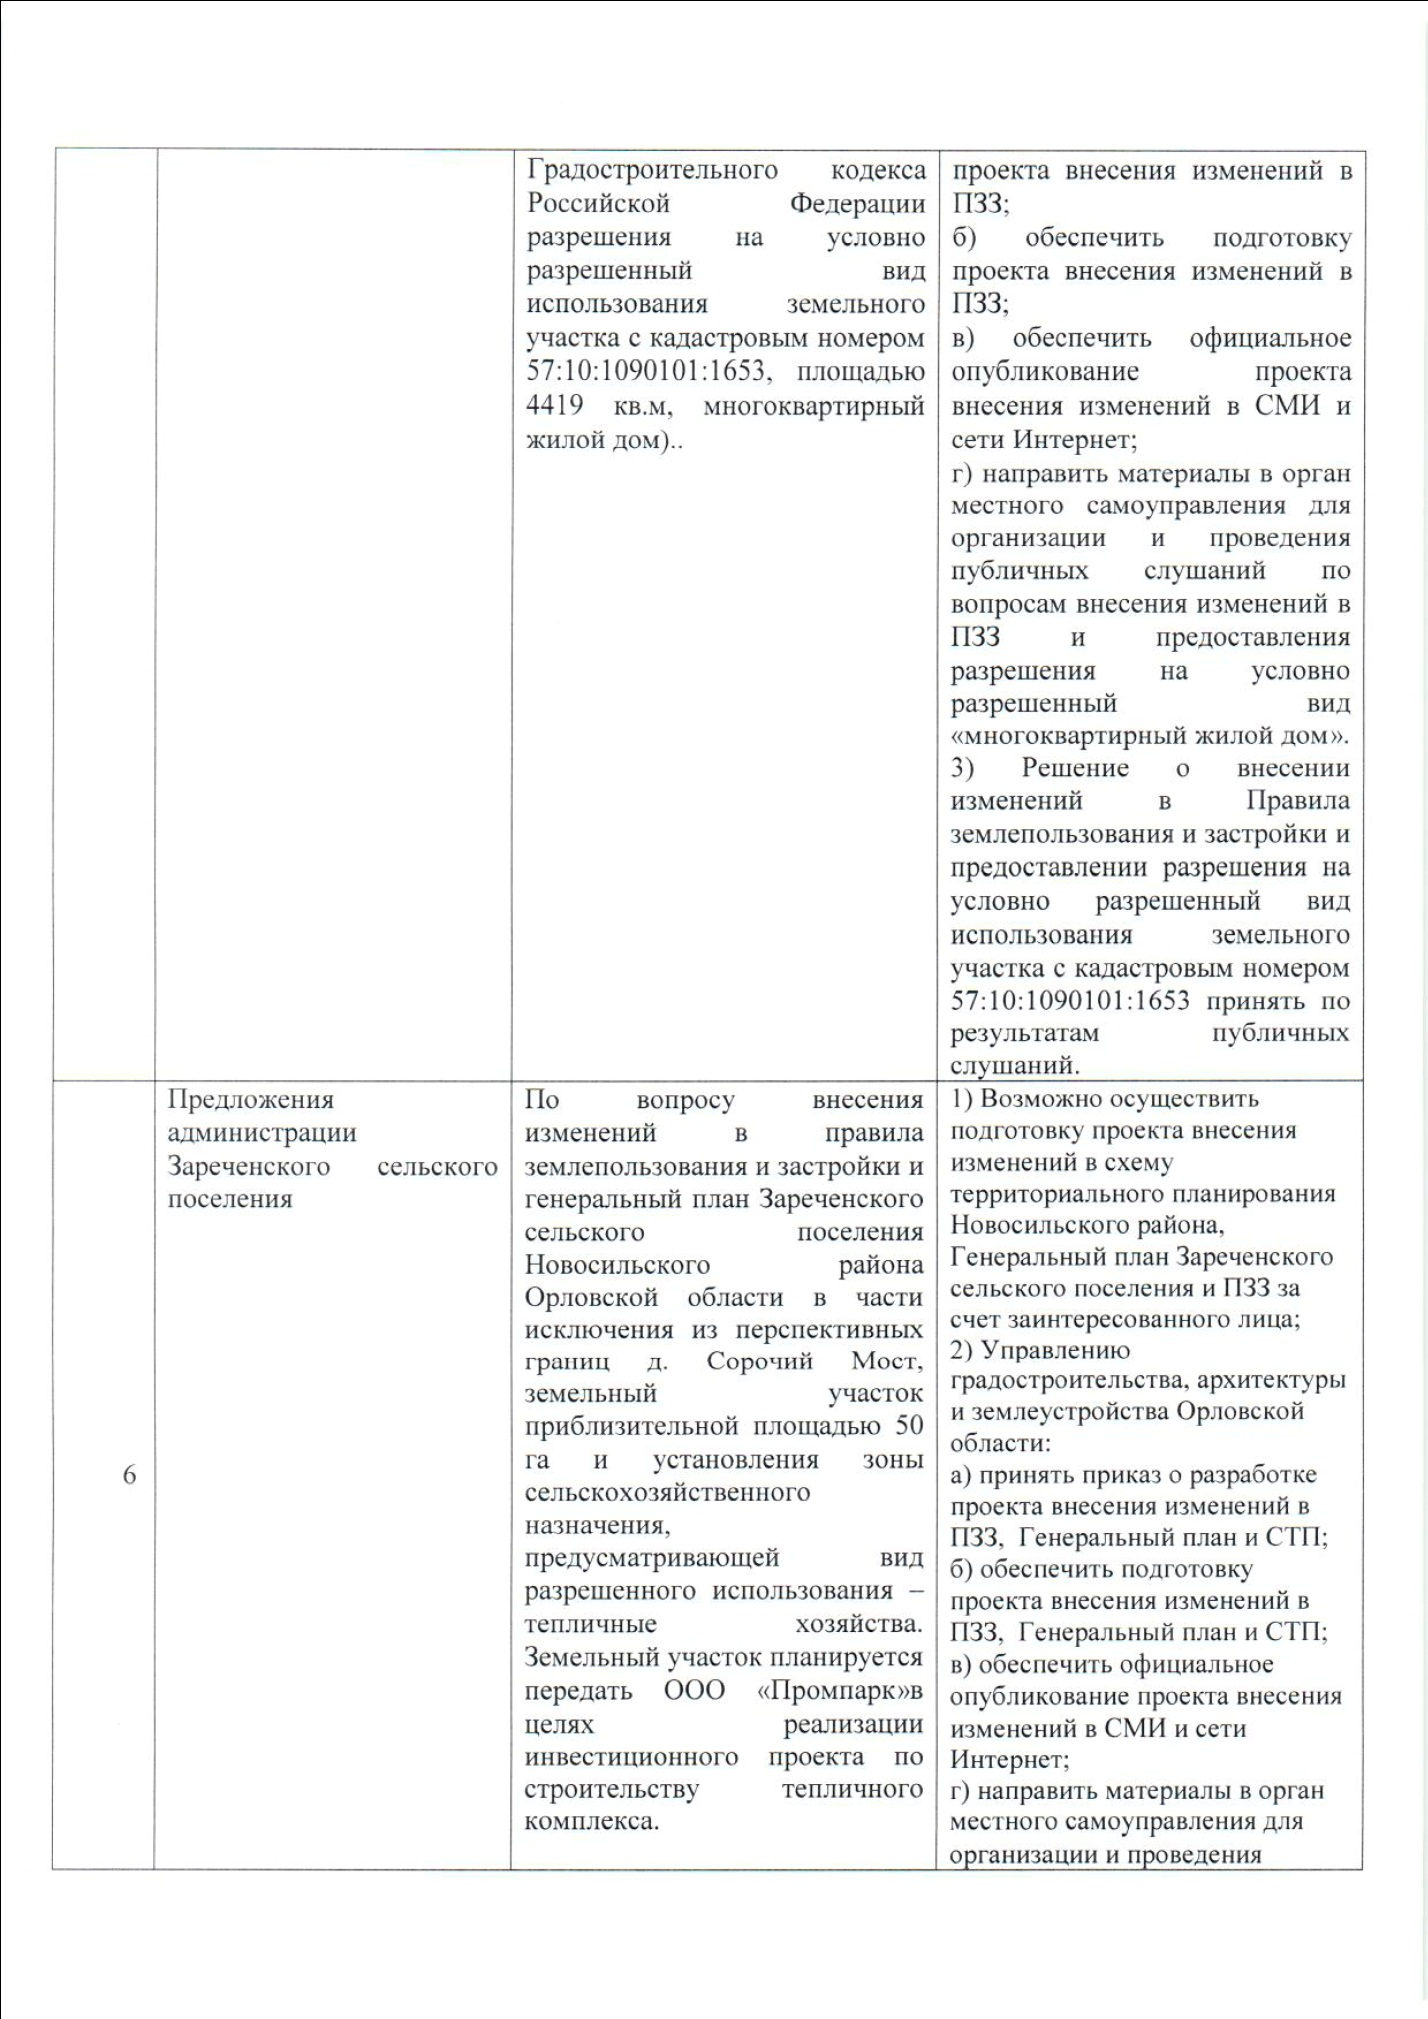 Градостроительного кодекса
Российской Федерации
разрешения на условно
разрешенный вид
использования земельного
участка с кадастровым номером
57:10:1090101:1653, площадью
4419 кв.м, многоквартирный
жилой дом)..
проекта внесения изменений в
ПЗЗ;
б) обеспечить подготовку
проекта внесения изменений в
ПЗЗ;
в) обеспечить официальное
опубликование проекта
внесения изменений в СМИ и
сети Интернет;
г) направить материалы в орган
местного самоуправления для
организации и проведения
публичных слушаний по
вопросам внесения изменений в
ПЗЗ и предоставления
разрешения на условно
разрешенный вид
«многоквартирный жилой дом».
3) Решение о внесении
изменений в Правила
землепользования и застройки и
предоставлении разрешения на
условно разрешенный вид
использования земельного
участка с кадастровым номером
57:10:1090101:1653 принять по
результатам публичных
слушаний.
6
Предложения
администрации
Зареченского сельского
поселения
По вопросу внесения
изменений в правила
землепользования и застройки и
генеральный план Зареченского
сельского поселения
Новосильского района
Орловской области в части
исключения из перспективных
границ д. Сорочий Мост,
земельный участок
приблизительной площадью 50
га и установления зоны
сельскохозяйственного
назначения,
предусматривающей вид
разрешенного использования –
тепличные хозяйства.
Земельный участок планируется
передать ООО «Промпарк»в
целях реализации
инвестиционного проекта по
строительству тепличного
комплекса.
1) Возможно осуществить
подготовку проекта внесения
изменений в схему
территориального планирования
Новосильского района,
Генеральный план Зареченского
сельского поселения и ПЗЗ за
счет заинтересованного лица;
2) Управлению
градостроительства, архитектуры
и землеустройства Орловской
области:
а) принять приказ о разработке
проекта внесения изменений в
ПЗЗ, Генеральный план и СТП;
б) обеспечить подготовку
проекта внесения изменений в
ПЗЗ, Генеральный план и СТП;
в) обеспечить официальное
опубликование проекта внесения
изменений в СМИ и сети
Интернет;
г) направить материалы в орган
местного самоуправления для
организации и проведения